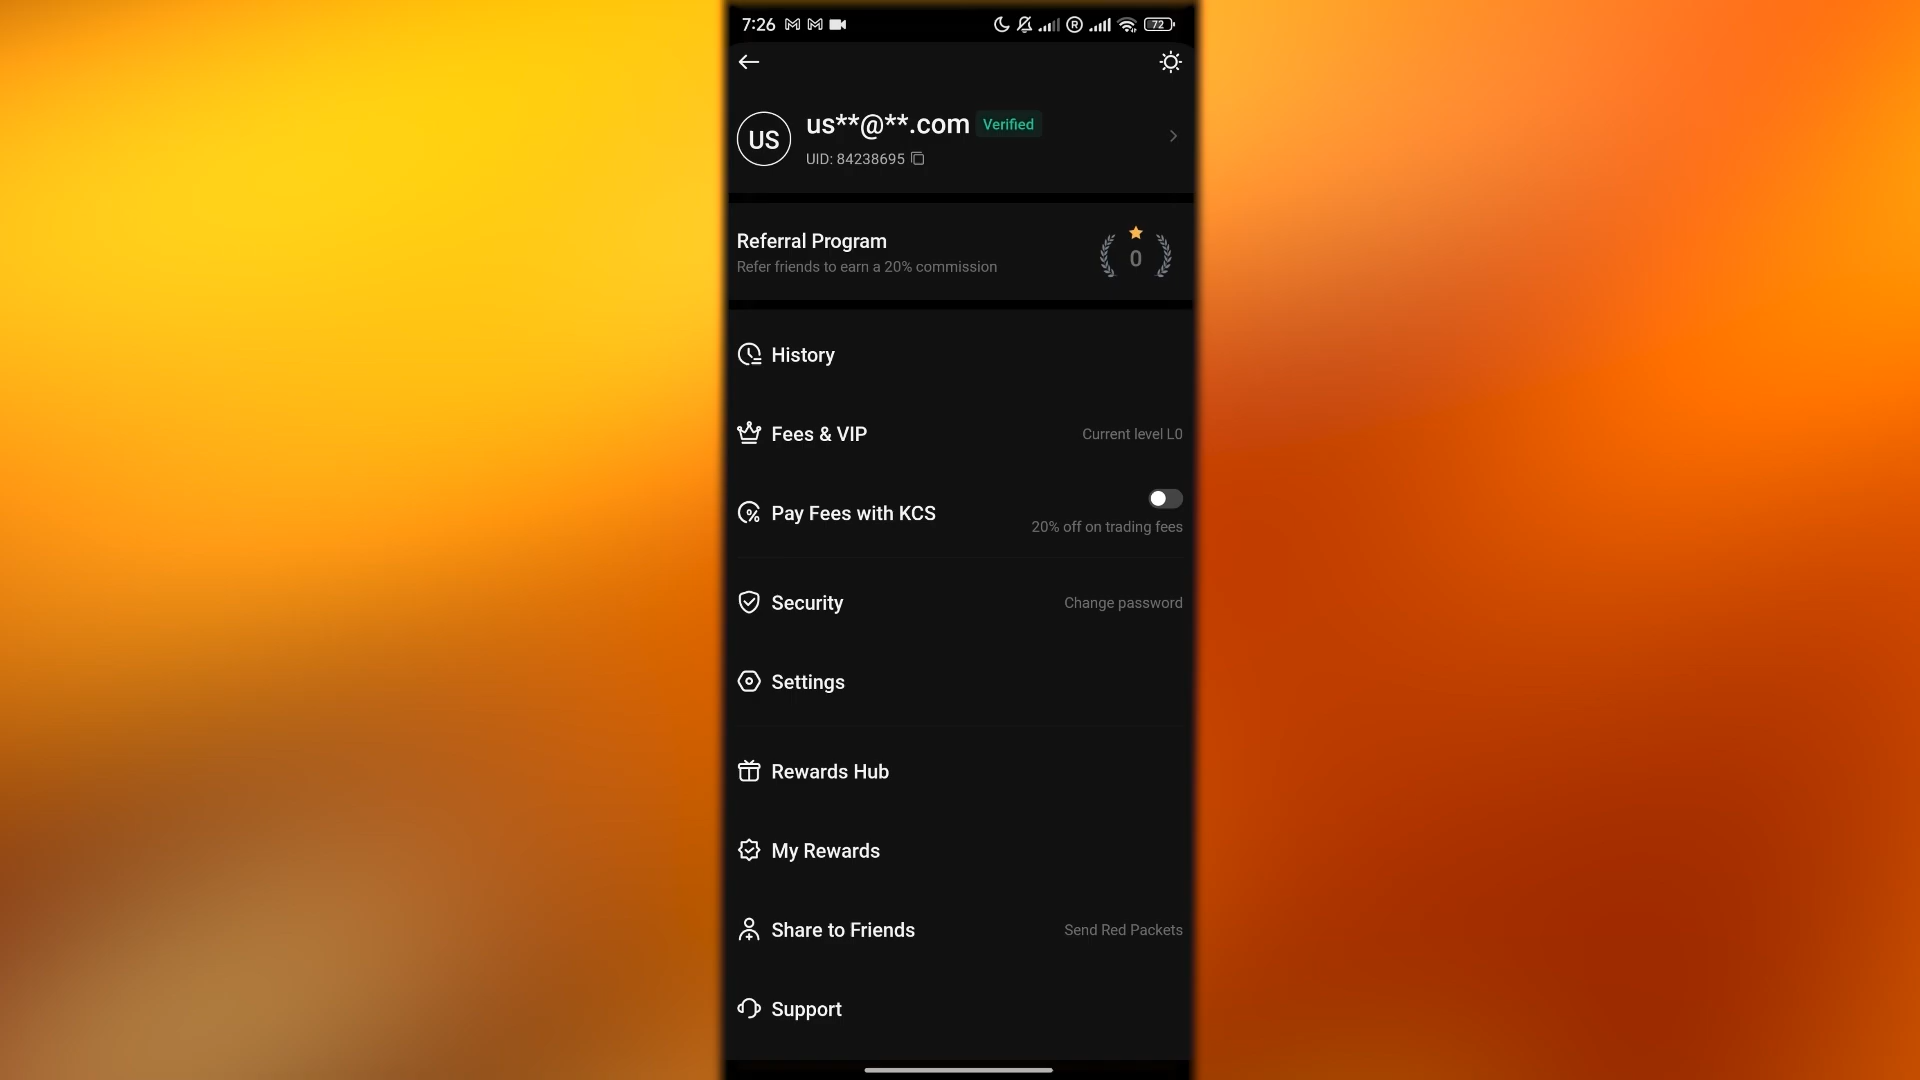 7:26 R 72
US
us**@**.com Verified
UID: 84238695
Referral Program
Refer friends to earn a 20% commission
0
History
Fees & VIP Current level L0
Pay Fees with KCS
20% off on trading fees
Security Change password
Settings
Rewards Hub
My Rewards
Share to Friends Send Red Packets
Support